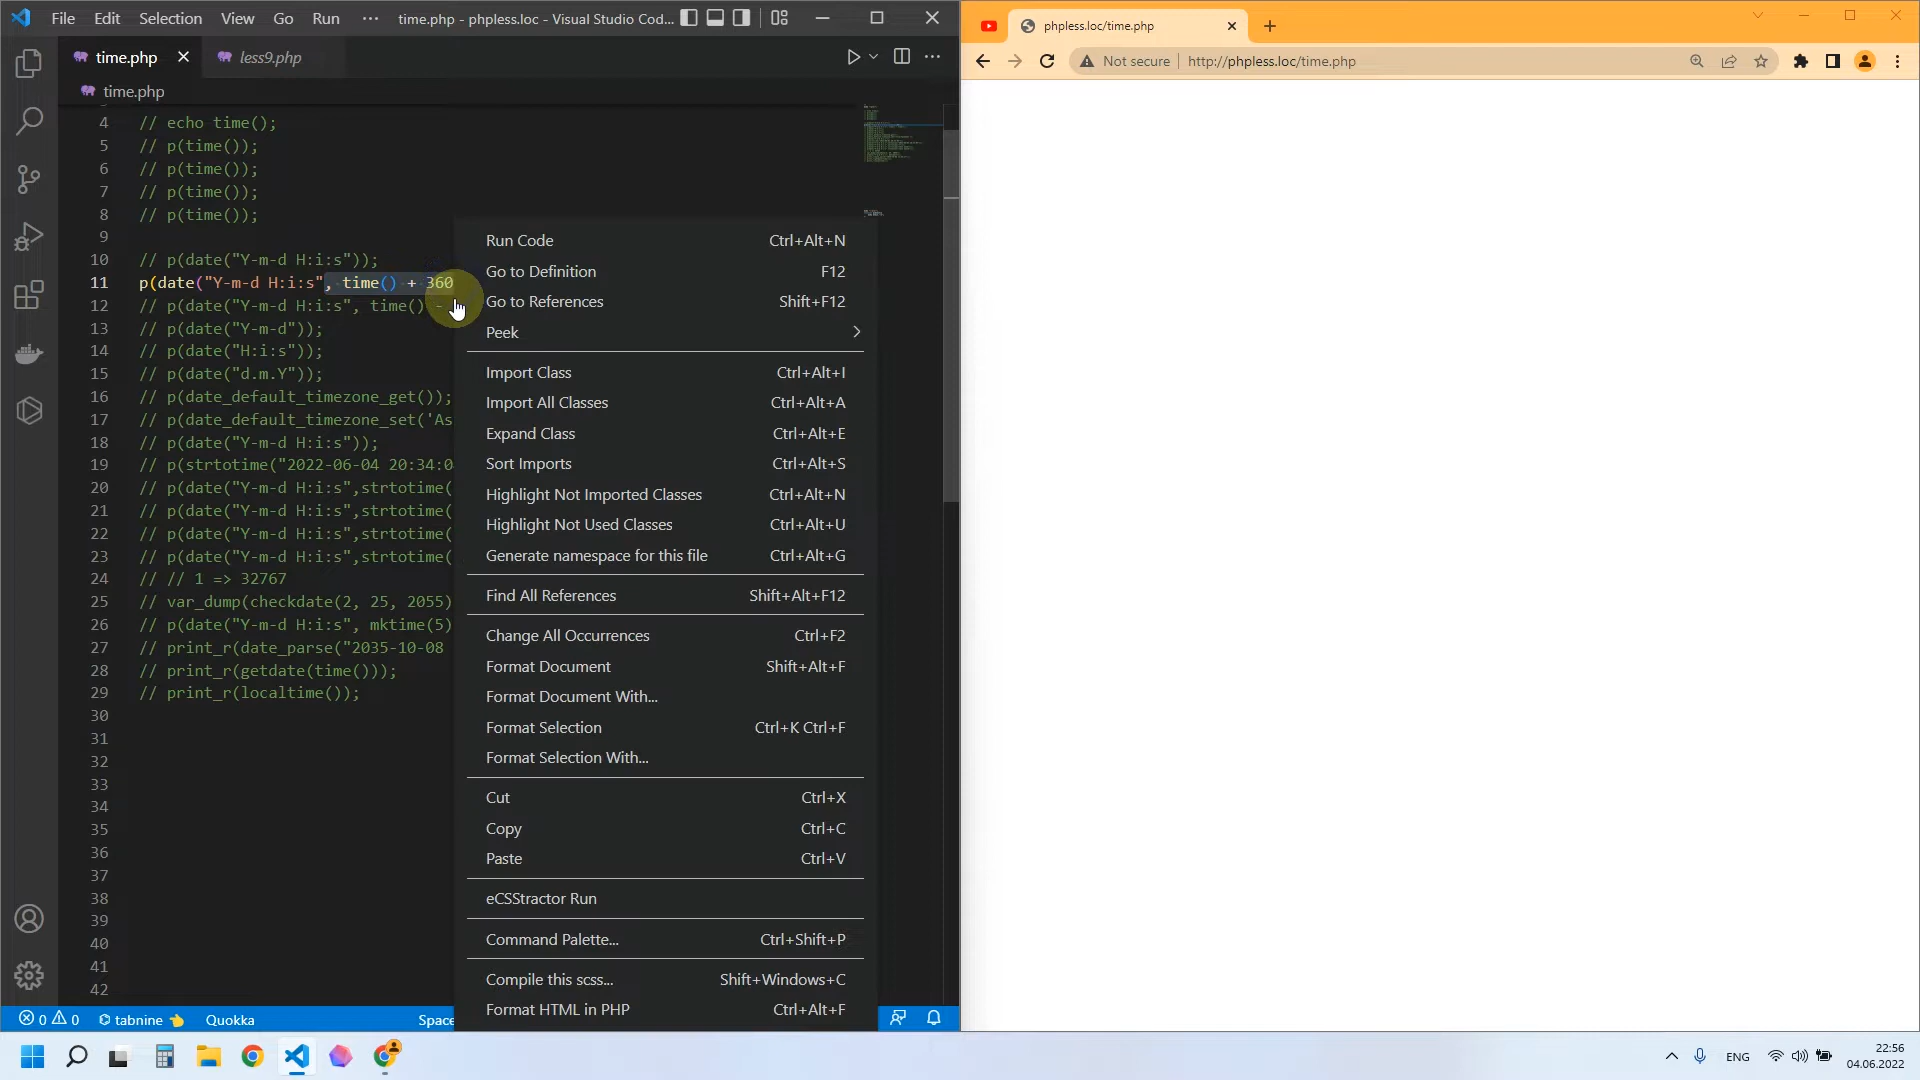 File Edit Selection View Go Run ··· time.php - phpless.loc - Visual Studio Cod...
time.php less9.php
time.php
4 // echo time();
5 // p(time());
6 // p(time());
7 // p(time());
8 // p(time());
9
10 // p(date("Y-m-d H:i:s"));
11 p(date("Y-m-d H:i:s", time() + 360
12 // p(date("Y-m-d H:i:s", time() -
13 // p(date("Y-m-d"));
14 // p(date("H:i:s"));
15 // p(date("d.m.Y"));
16 // p(date_default_timezone_get());
17 // p(date_default_timezone_set('As
18 // p(date("Y-m-d H:i:s"));
19 // p(strtotime("2022-06-04 20:34:0
20 // p(date("Y-m-d H:i:s",strtotime(
21 // p(date("Y-m-d H:i:s",strtotime(
22 // p(date("Y-m-d H:i:s",strtotime(
23 // p(date("Y-m-d H:i:s",strtotime(
24 // // 1 => 32767
25 // var_dump(checkdate(2, 25, 2055)
26 // p(date("Y-m-d H:i:s", mktime(5)
27 // print_r(date_parse("2035-10-08
28 // print_r(getdate(time()));
29 // print_r(localtime());
30
31
32
33
34
35
36
37
38
39
40
41
42
Run Code Ctrl+Alt+N
Go to Definition F12
Go to References Shift+F12
Peek
Import Class Ctrl+Alt+I
Import All Classes Ctrl+Alt+A
Expand Class Ctrl+Alt+E
Sort Imports Ctrl+Alt+S
Highlight Not Imported Classes Ctrl+Alt+N
Highlight Not Used Classes Ctrl+Alt+U
Generate namespace for this file Ctrl+Alt+G
Find All References Shift+Alt+F12
Change All Occurrences Ctrl+F2
Format Document Shift+Alt+F
Format Document With...
Format Selection Ctrl+K Ctrl+F
Format Selection With...
Cut Ctrl+X
Copy Ctrl+C
Paste Ctrl+V
eCSStractor Run
Command Palette... Ctrl+Shift+P
Compile this scss... Shift+Windows+C
Format HTML in PHP Ctrl+Alt+F
0 0 tabnine Quokka Space
phpless.loc/time.php
Not secure http://phpless.loc/time.php
ENG
22:56
04.06.2022